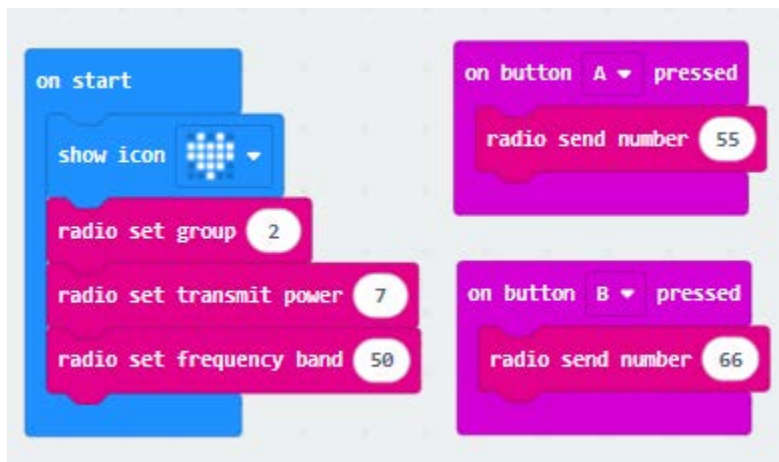 on start
show icon
radio set group 2
radio set transmit power 7
radio set frequency band 50
on button A pressed
radio send number 55
on button B pressed
radio send number 66